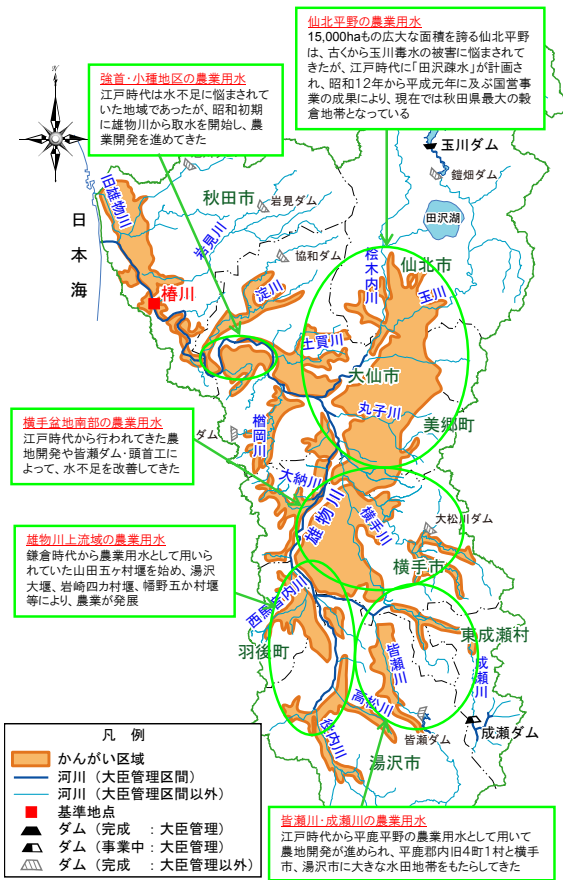 仙北平野の農業用水
15,000haもの広大な面積を誇る仙北平野
は、古くから玉川毒水の被害に悩まされて
きたが、江戸時代に「田沢疎水」が計画さ
れ、昭和12年から平成元年に及ぶ国営事
業の成果により、現在では秋田県最大の穀
倉地帯となっている
強首・小種地区の農業用水
江戸時代は水不足に悩まされ
ていた地域であったが、昭和初期
に雄物川から取水を開始し、農
業開発を進めてきた
玉川ダム
鎧畑ダム
田沢湖
秋田市
岩見ダム
旧雄物川
岩見川
協和ダム
日本海
仙北市
桧木内川
玉川
淀川
椿川
土買川
大仙市
丸子川
美郷町
横手盆地南部の農業用水
江戸時代から行われてきた農
地開発や皆瀬ダム・頭首工に
よって、水不足を改善してきた
ダム
楢岡川
大納川
雄物川
横手川
大松川ダム
横手市
雄物川上流域の農業用水
鎌倉時代から農業用水として用いら
れていた山田五ヶ村堰を始め、湯沢
大堰、岩崎四カ村堰、幡野五か村堰
等により、農業が発展
西馬音内川
羽後町
東成瀬村
皆瀬川
成瀬川
高松川
役内川
皆瀬ダム
成瀬ダム
湯沢市
凡 例
かんがい区域
河川（大臣管理区間）
河川（大臣管理区間以外）
基準地点
ダム（完成 ：大臣管理）
ダム（事業中：大臣管理）
ダム（完成 ：大臣管理以外）
皆瀬川・成瀬川の農業用水
江戸時代から平鹿平野の農業用水として用いて
農地開発が進められ、平鹿郡内旧4町1村と横手
市、湯沢市に大きな水田地帯をもたらしてきた